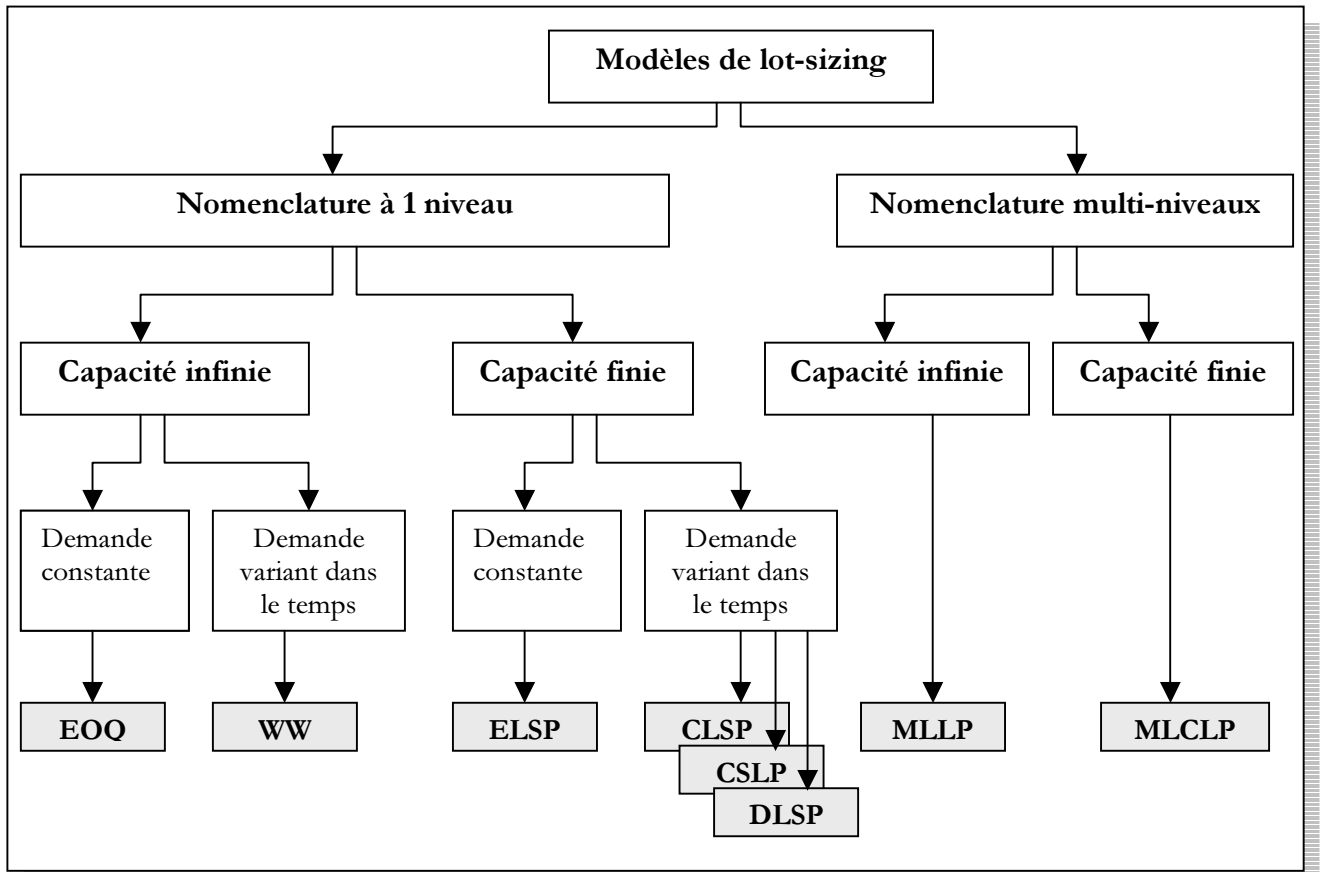 Modèles de lot-sizing
Nomenclature à 1 niveau
Nomenclature multi-niveaux
Capacité infinie
Capacité finie
Capacité infinie
Capacité finie
Demande
constante
Demande
variant dans
le temps
Demande
constante
Demande
variant dans
le temps
EOQ
WW
ELSP
CLSP
CSLP
DLSP
MLLP
MLCLP